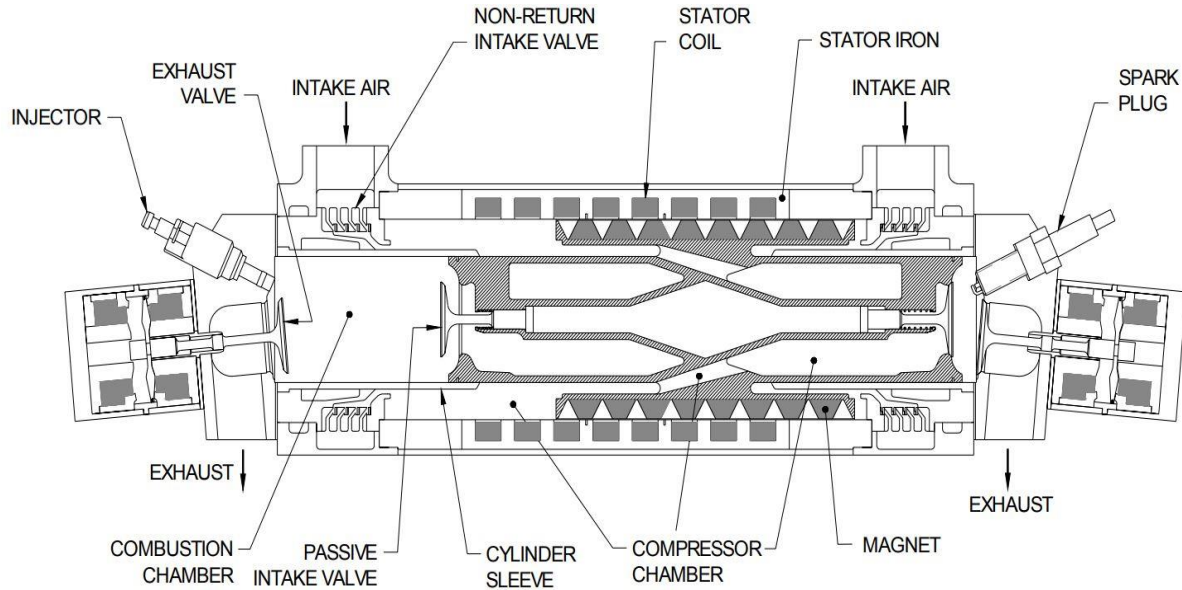 NON-RETURN
INTAKE VALVE
STATOR
COIL
STATOR IRON
EXHAUST
VALVE
INTAKE AIR
INTAKE AIR
SPARK
PLUG
INJECTOR
EXHAUST
EXHAUST
COMBUSTION
CHAMBER
PASSIVE
INTAKE VALVE
CYLINDER
SLEEVE
COMPRESSOR
CHAMBER
MAGNET